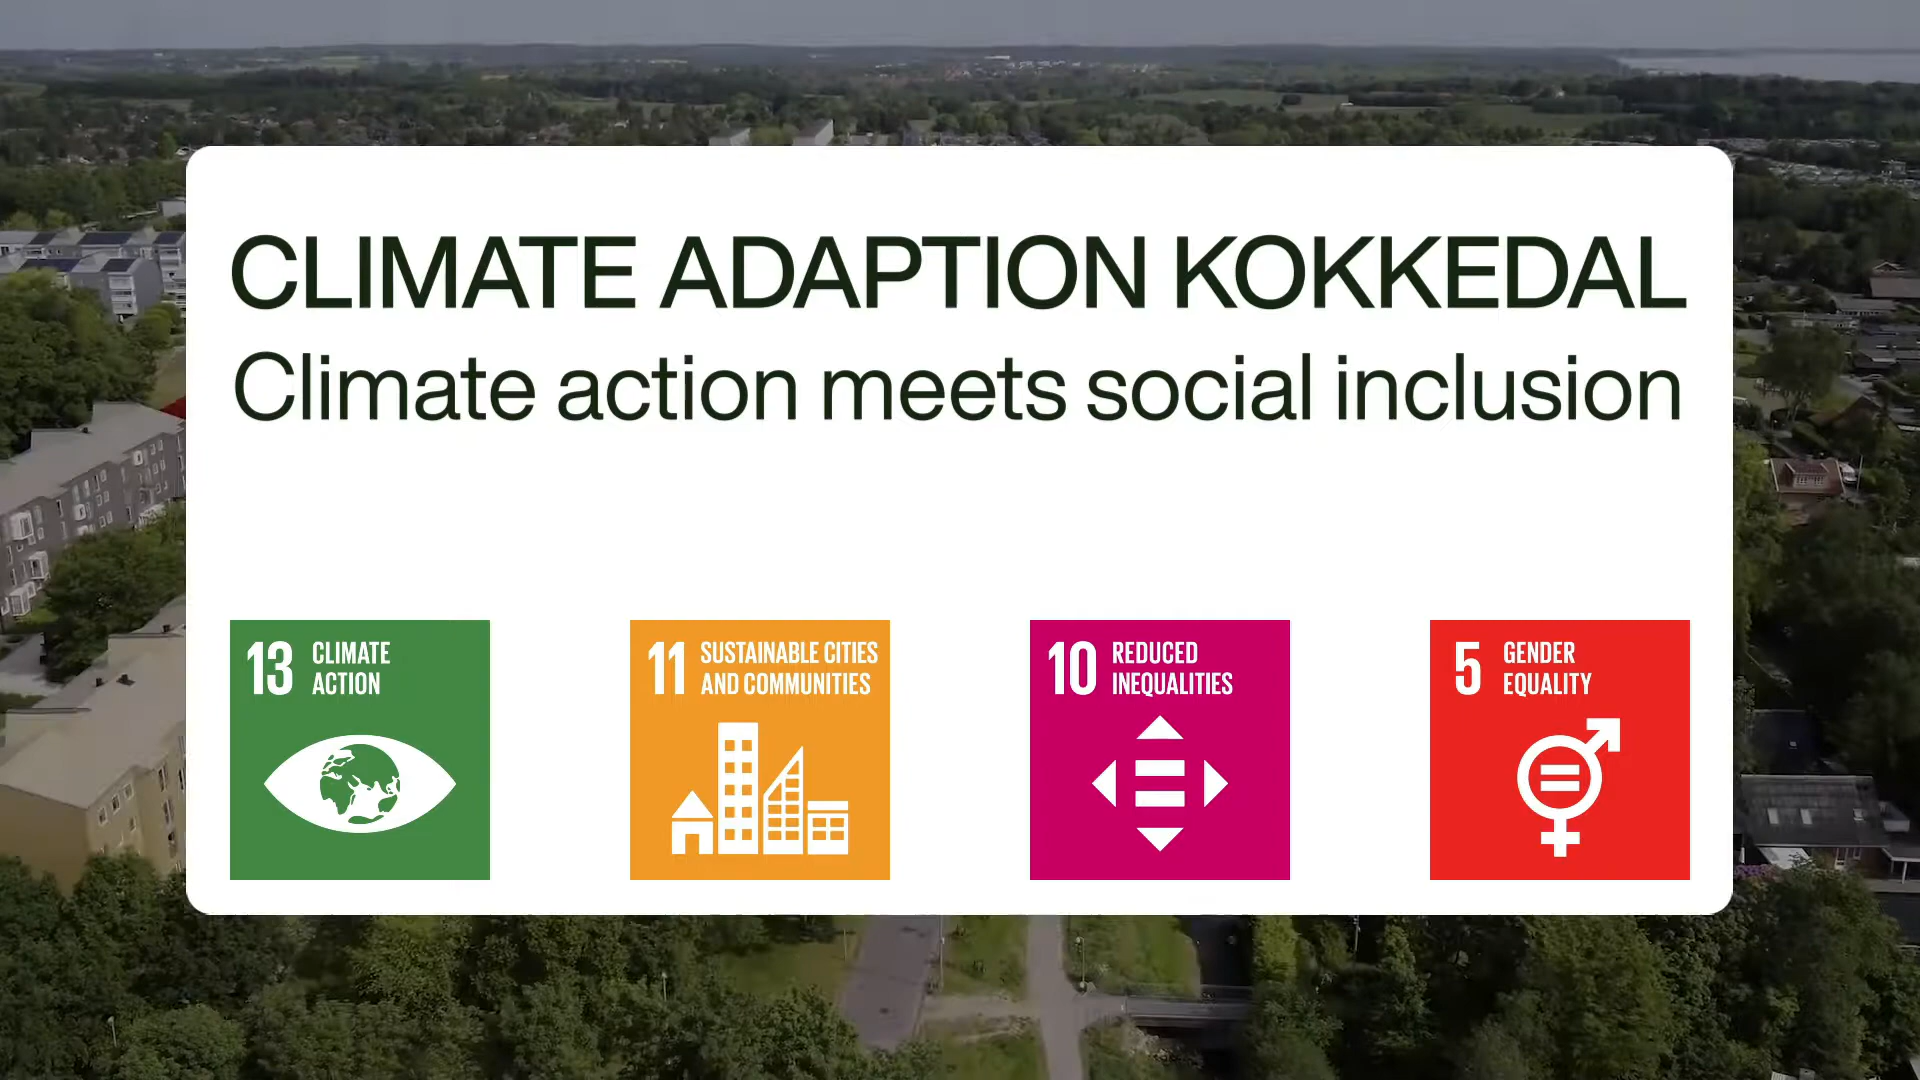 CLIMATE ADAPTION KOKKEDAL
Climate action meets social inclusion
13 CLIMATE
ACTION
11 SUSTAINABLE CITIES
AND COMMUNITIES
10 REDUCED
INEQUALITIES
5 GENDER
EQUALITY